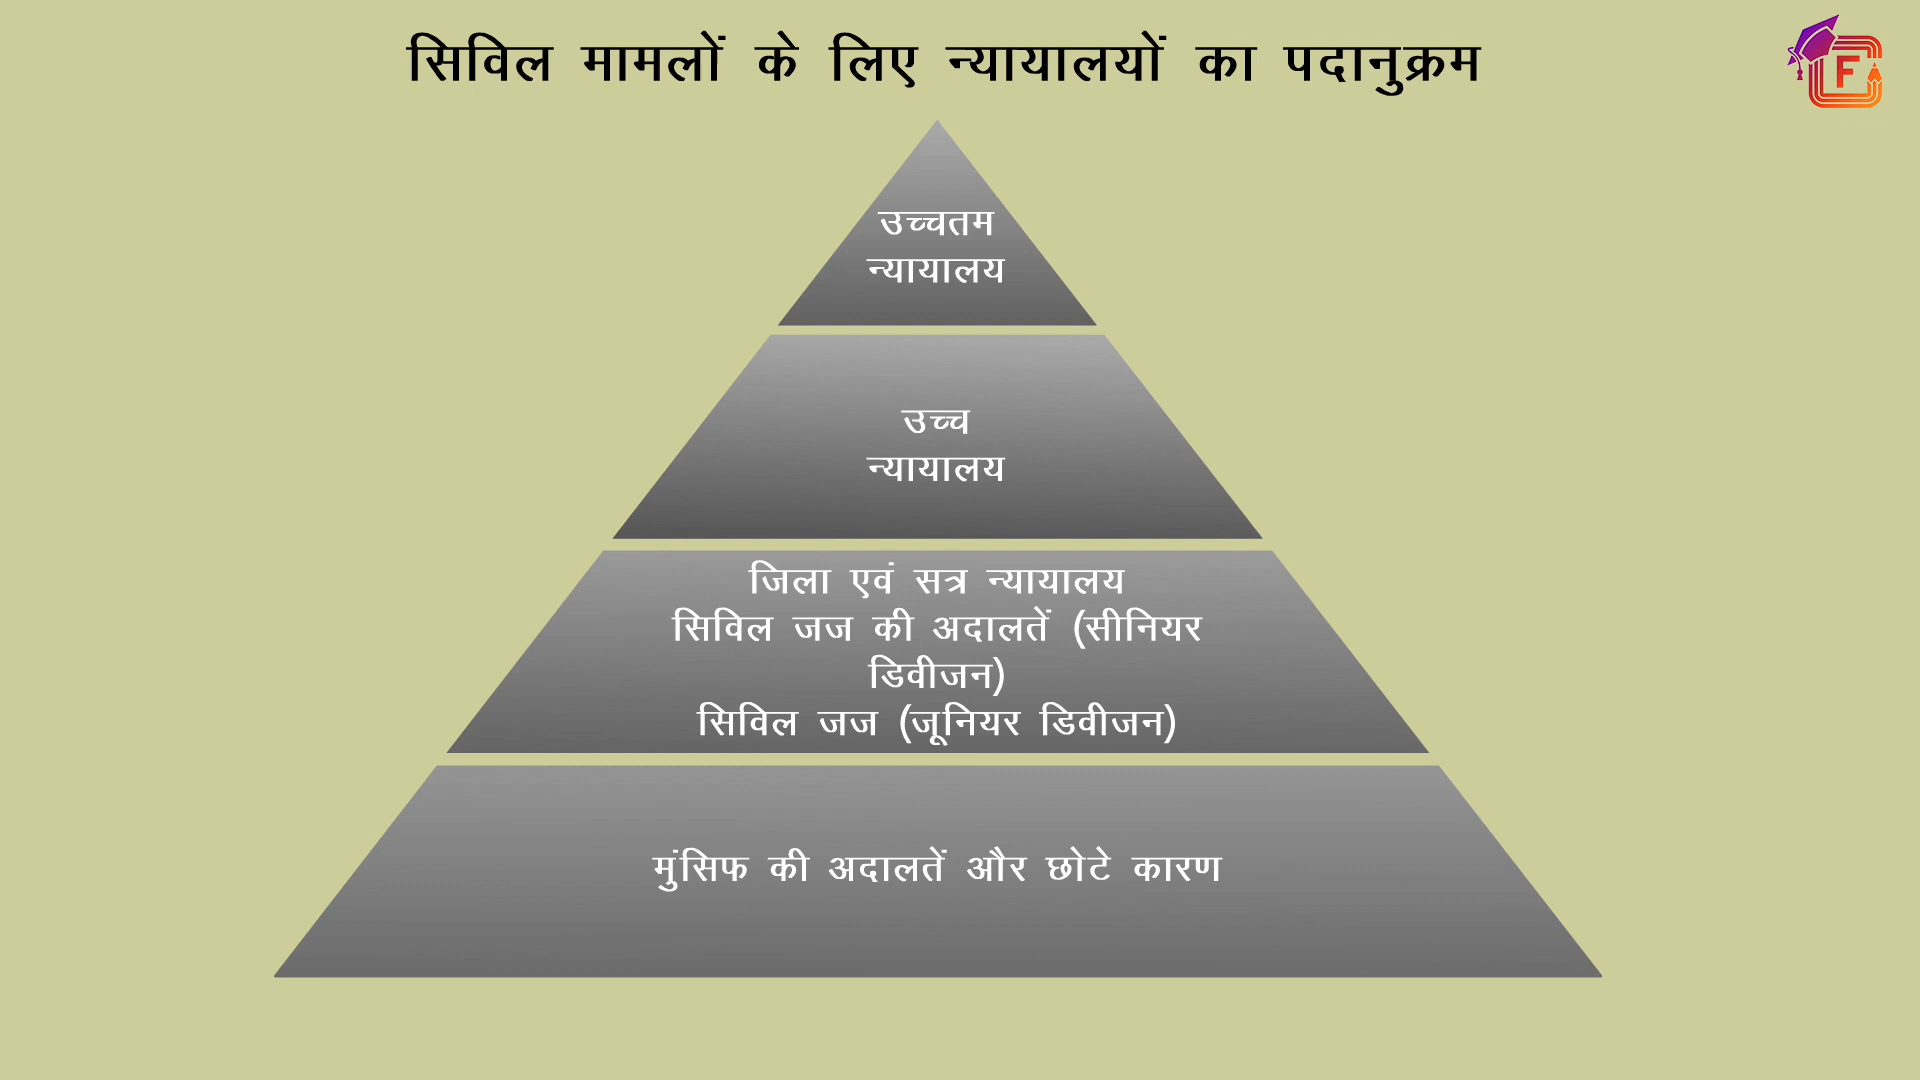 सिविल मामलों के लिए न्यायालयों का पदानुक्रम
F
उच्चतम
न्यायालय
उच्च
न्यायालय
जिला एवं सत्र न्यायालय
सिविल जज की अदालतें (सीनियर
डिवीजन)
सिविल जज (जूनियर डिवीजन)
मुंसिफ की अदालतें और छोटे कारण